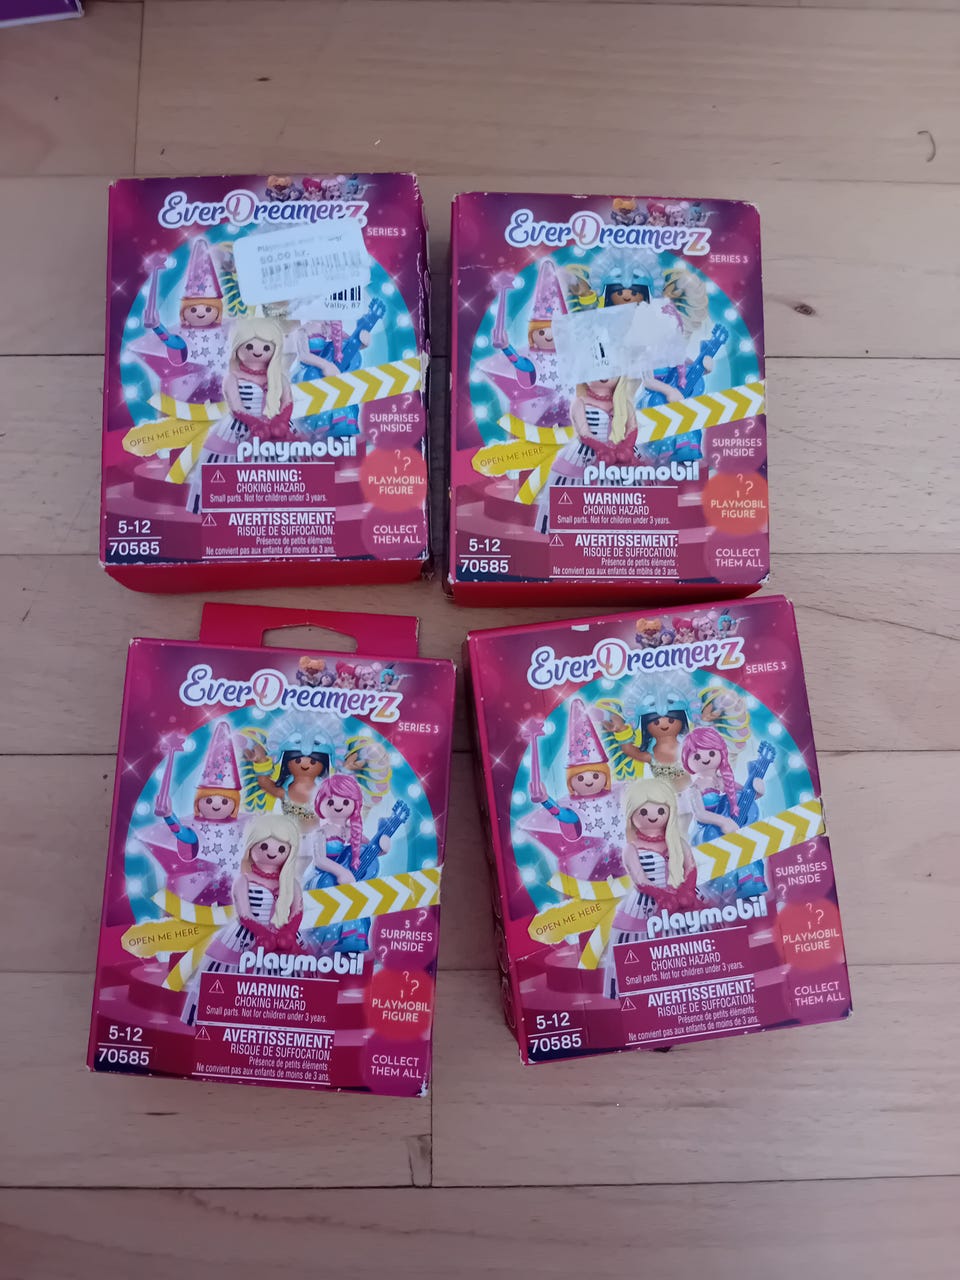 EverDreamerz
SERIES 3
50.00 kr.
Valby, 87
OPEN ME HERE
5
SURPRISES
INSIDE
playmobil
1
PLAYMOBIL
FIGURE
WARNING:
CHOKING HAZARD
Small parts. Not for children under 3 years.
AVERTISSEMENT:
RISQUE DE SUFFOCATION.
Présence de petits éléments.
Ne convient pas aux enfants de moins de 3 ans.
COLLECT
THEM ALL
5-12
70585
EverDreamerz
SERIES 3
OPEN ME HERE
5
SURPRISES
INSIDE
playmobil
1
PLAYMOBIL
FIGURE
WARNING:
CHOKING HAZARD
Small parts. Not for children under 3 years.
AVERTISSEMENT:
RISQUE DE SUFFOCATION.
Présence de petits éléments.
Ne convient pas aux enfants de moins de 3 ans.
COLLECT
THEM ALL
5-12
70585
EverDreamerz
SERIES 3
OPEN ME HERE
5
SURPRISES
INSIDE
playmobil
1
PLAYMOBIL
FIGURE
WARNING:
CHOKING HAZARD
Small parts. Not for children under 3 years.
AVERTISSEMENT:
RISQUE DE SUFFOCATION.
Présence de petits éléments.
Ne convient pas aux enfants de moins de 3 ans.
COLLECT
THEM ALL
5-12
70585
EverDreamerz
SERIES 3
OPEN ME HERE
5
SURPRISES
INSIDE
playmobil
1
PLAYMOBIL
FIGURE
WARNING:
CHOKING HAZARD
Small parts. Not for children under 3 years.
AVERTISSEMENT:
RISQUE DE SUFFOCATION.
Présence de petits éléments.
Ne convient pas aux enfants de moins de 3 ans.
COLLECT
THEM ALL
5-12
70585